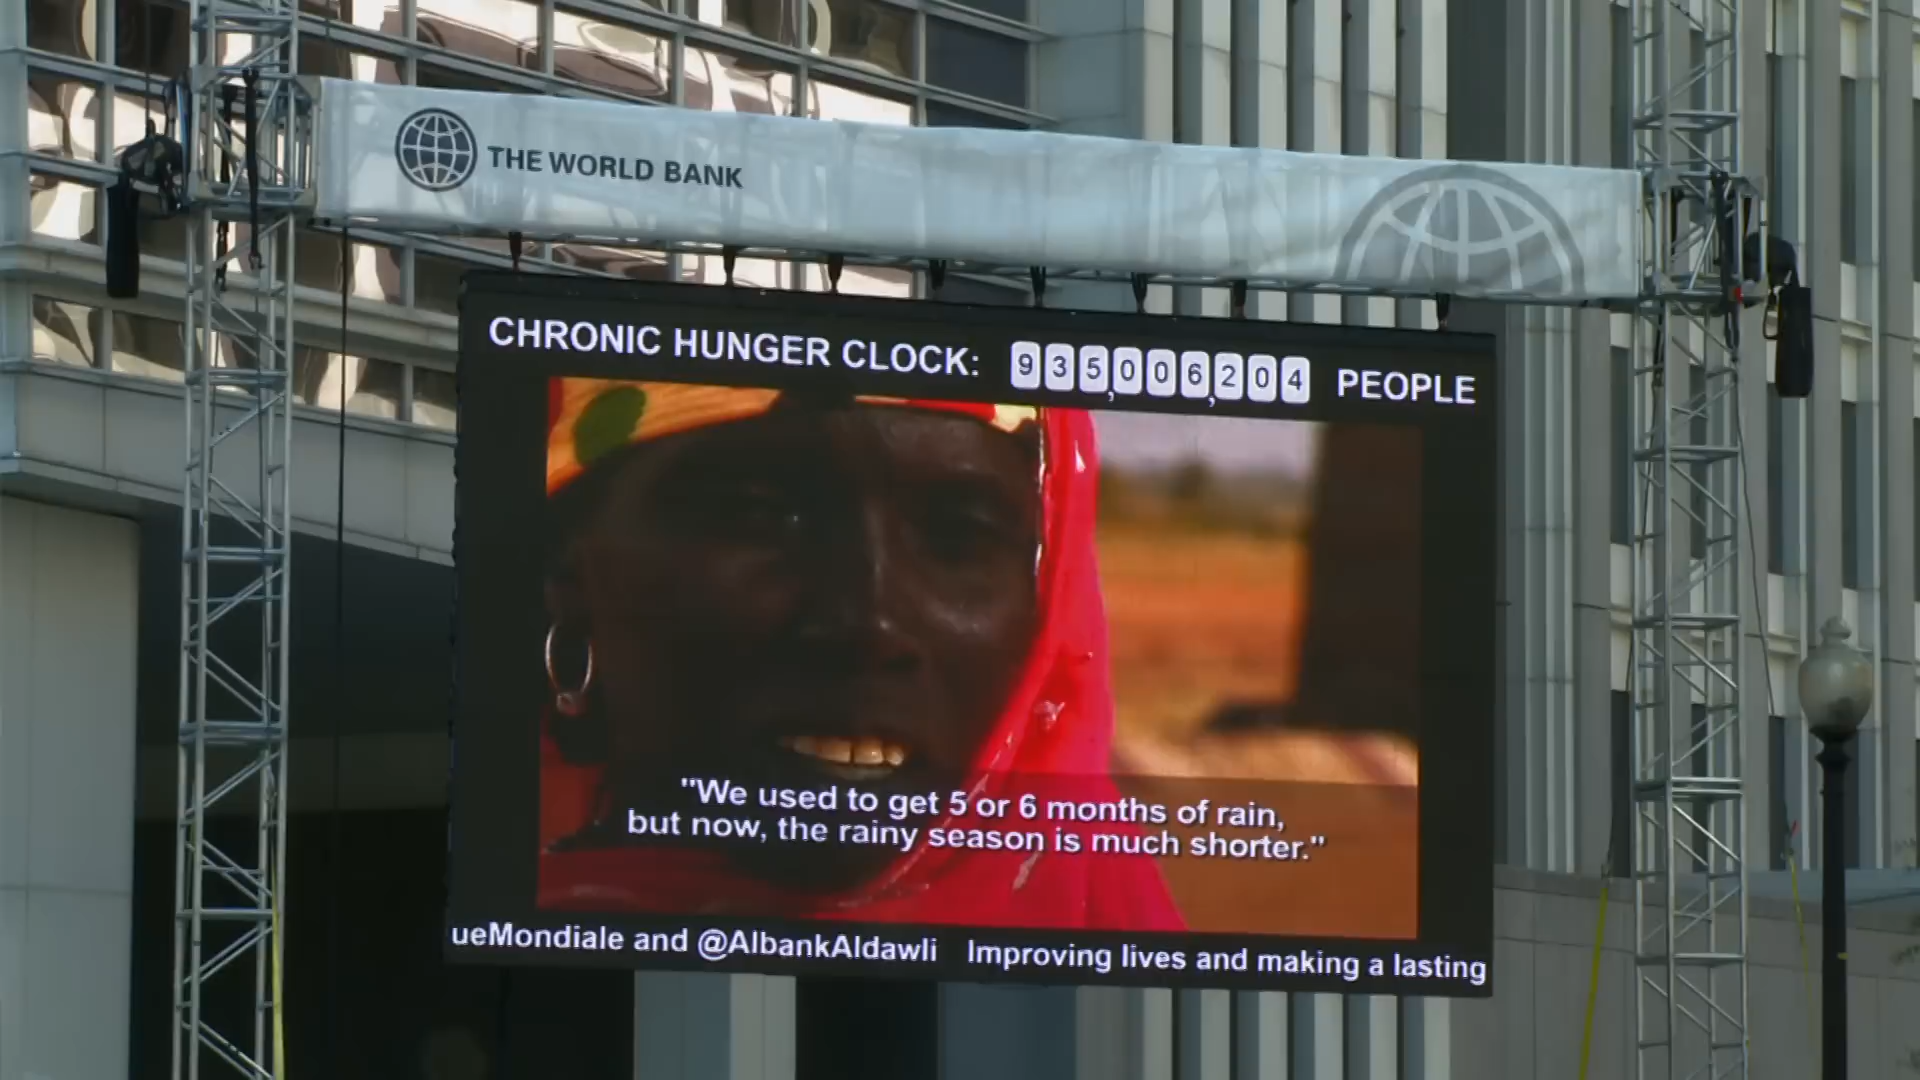 THE WORLD BANK
CHRONIC HUNGER CLOCK: 935,006,204 PEOPLE
"We used to get 5 or 6 months of rain,
but now, the rainy season is much shorter."
ueMondiale and @AlbankAldawli Improving lives and making a lasting